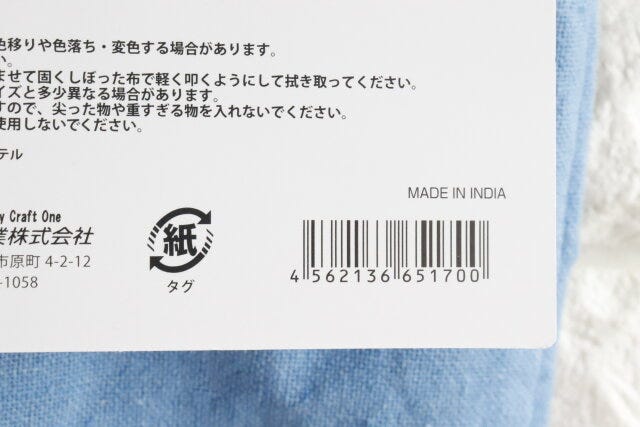 色移りや色落ち・変色する場合があります。
い。
ませて固くしぼった布で軽く叩くようにして拭き取ってください。
イズと多少異なる場合があります。
すので、尖った物や重すぎる物を入れないでください。
使用しないでください。
テル
MADE IN INDIA
y Craft One
業株式会社
市原町 4-2-12
-1058
紙
タグ
4 562136 651700